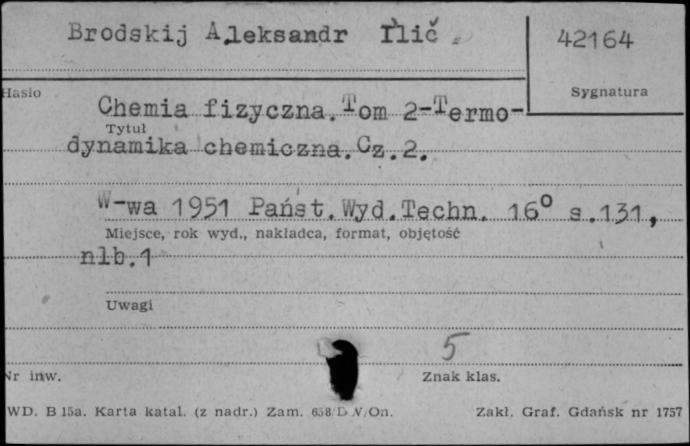 Brodskij Aleksandr Ilič.
42164
Hasło
Sygnatura
Chemia fizyczna. Tom 2-Termo-
Tytuł
dynamika chemiczna. Cz. 2.
W-wa 1951 Państ. Wyd. Techn. 16° s. 131,
Miejsce, rok wyd., nakładca, format, objętość
nlb. 1
Uwagi
5
Nr inw.
Znak klas.
WD. B 15a. Karta katal. (z nadr.) Zam. 658/D.V/On.
Zakł. Graf. Gdańsk nr 1757